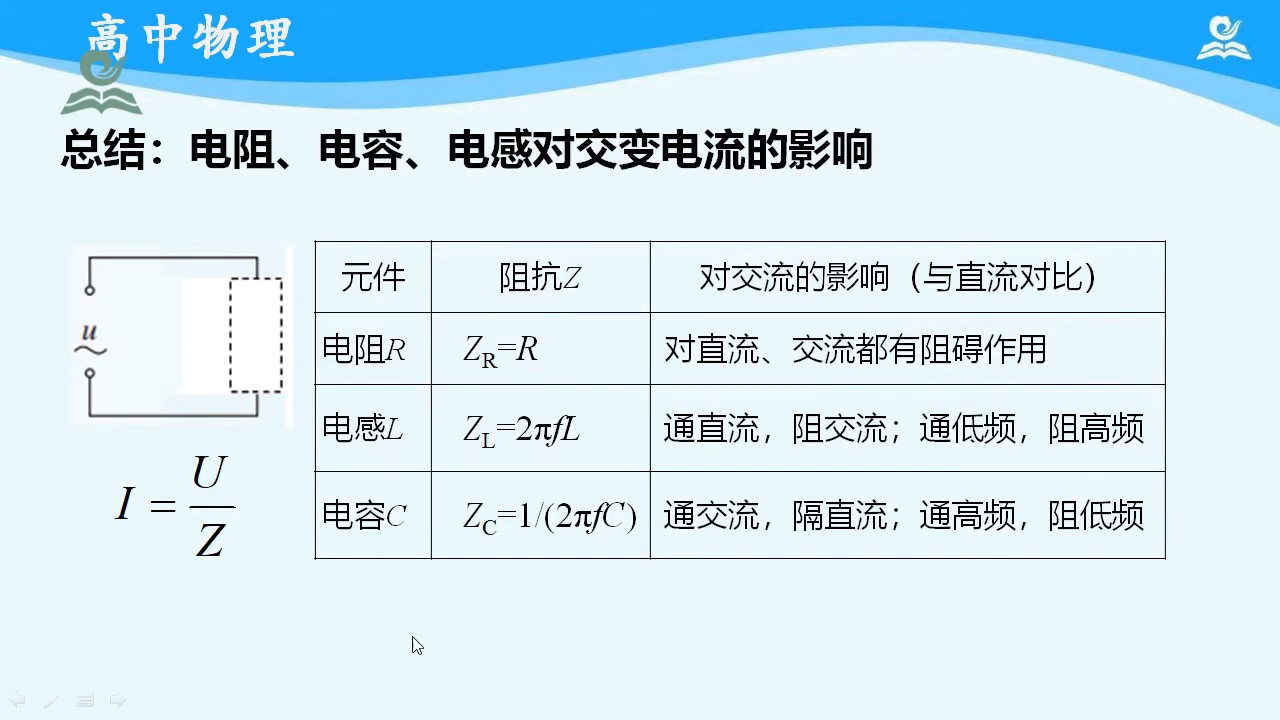 高中物理
总结：电阻、电容、电感对交变电流的影响
u
~
I = U/Z
元件 阻抗Z 对交流的影响（与直流对比）
电阻R Z_R=R 对直流、交流都有阻碍作用
电感L Z_L=2πfL 通直流，阻交流；通低频，阻高频
电容C Z_C=1/(2πfC) 通交流，隔直流；通高频，阻低频